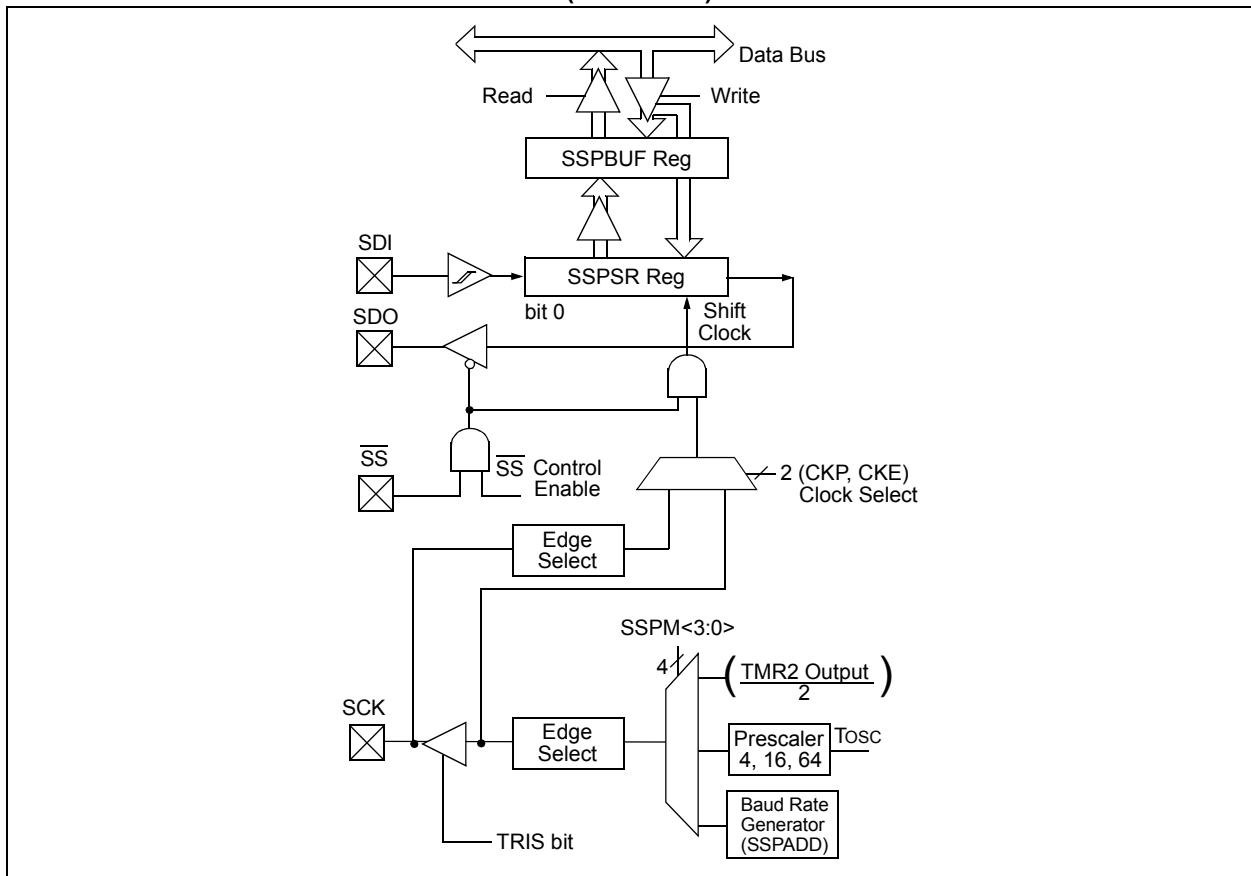 Data Bus
Read
Write
SSPBUF Reg
SDI
SSPSR Reg
bit 0
Shift
Clock
SDO
SS
SS Control
Enable
2 (CKP, CKE)
Clock Select
Edge
Select
SSPM<3:0>
4
(TMR2 Output
2)
SCK
Edge
Select
Prescaler
4, 16, 64
TOSC
Baud Rate
Generator
(SSPADD)
TRIS bit